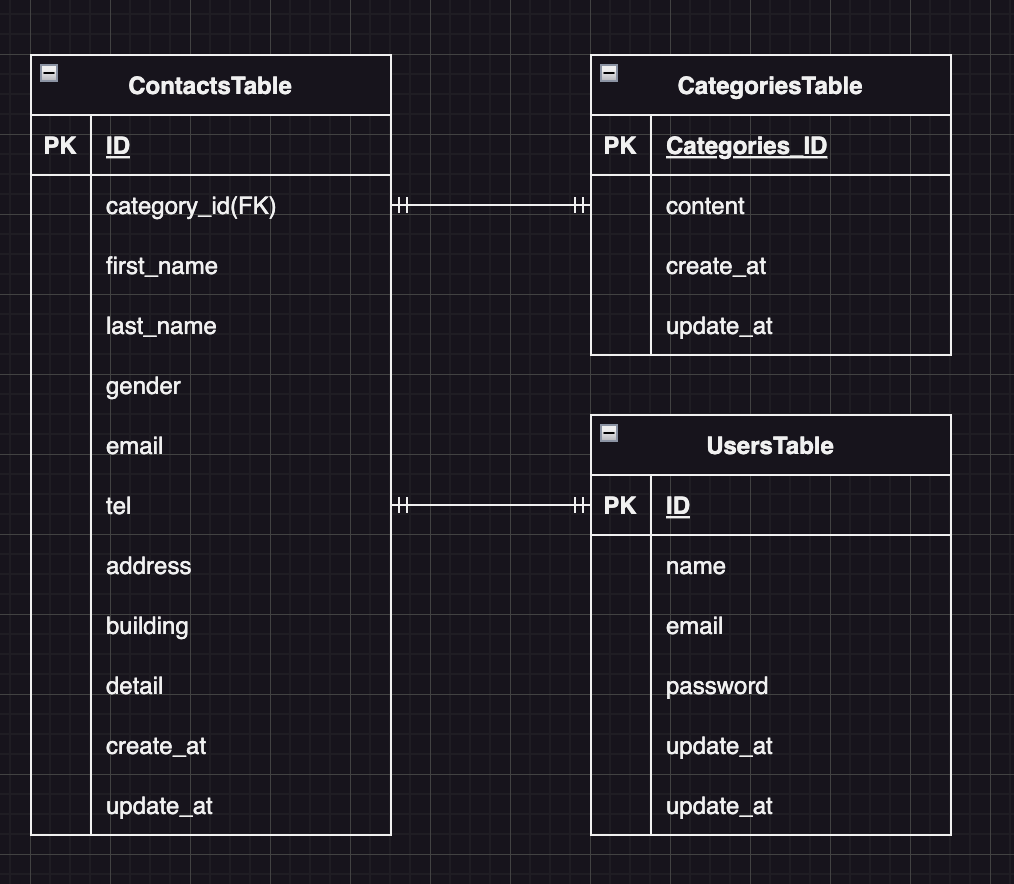 ContactsTable
PK ID
category_id(FK)
first_name
last_name
gender
email
tel
address
building
detail
create_at
update_at
CategoriesTable
PK Categories_ID
content
create_at
update_at
UsersTable
PK ID
name
email
password
update_at
update_at